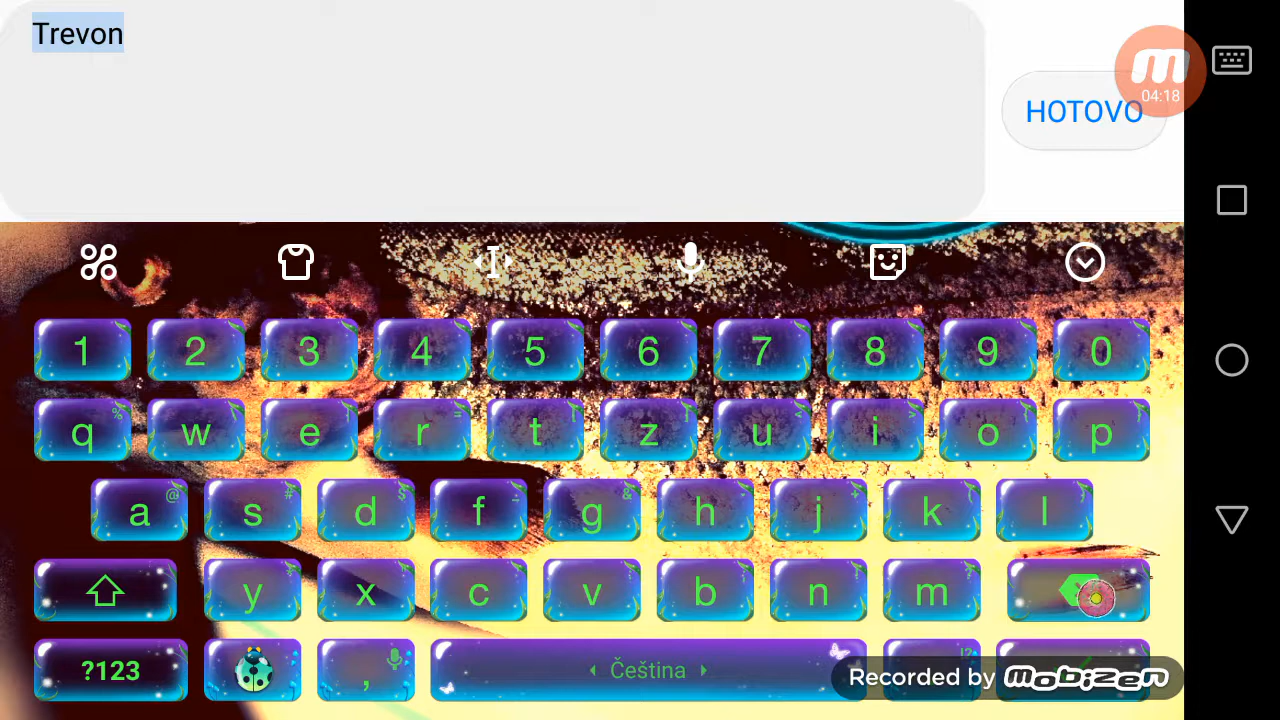 Trevon
04:18
HOTOVO
1 2 3 4 5 6 7 8 9 0
q w e r t z u i o p
a s d f g h j k l
y x c v b n m
?123 , Čeština
Recorded by mobizen